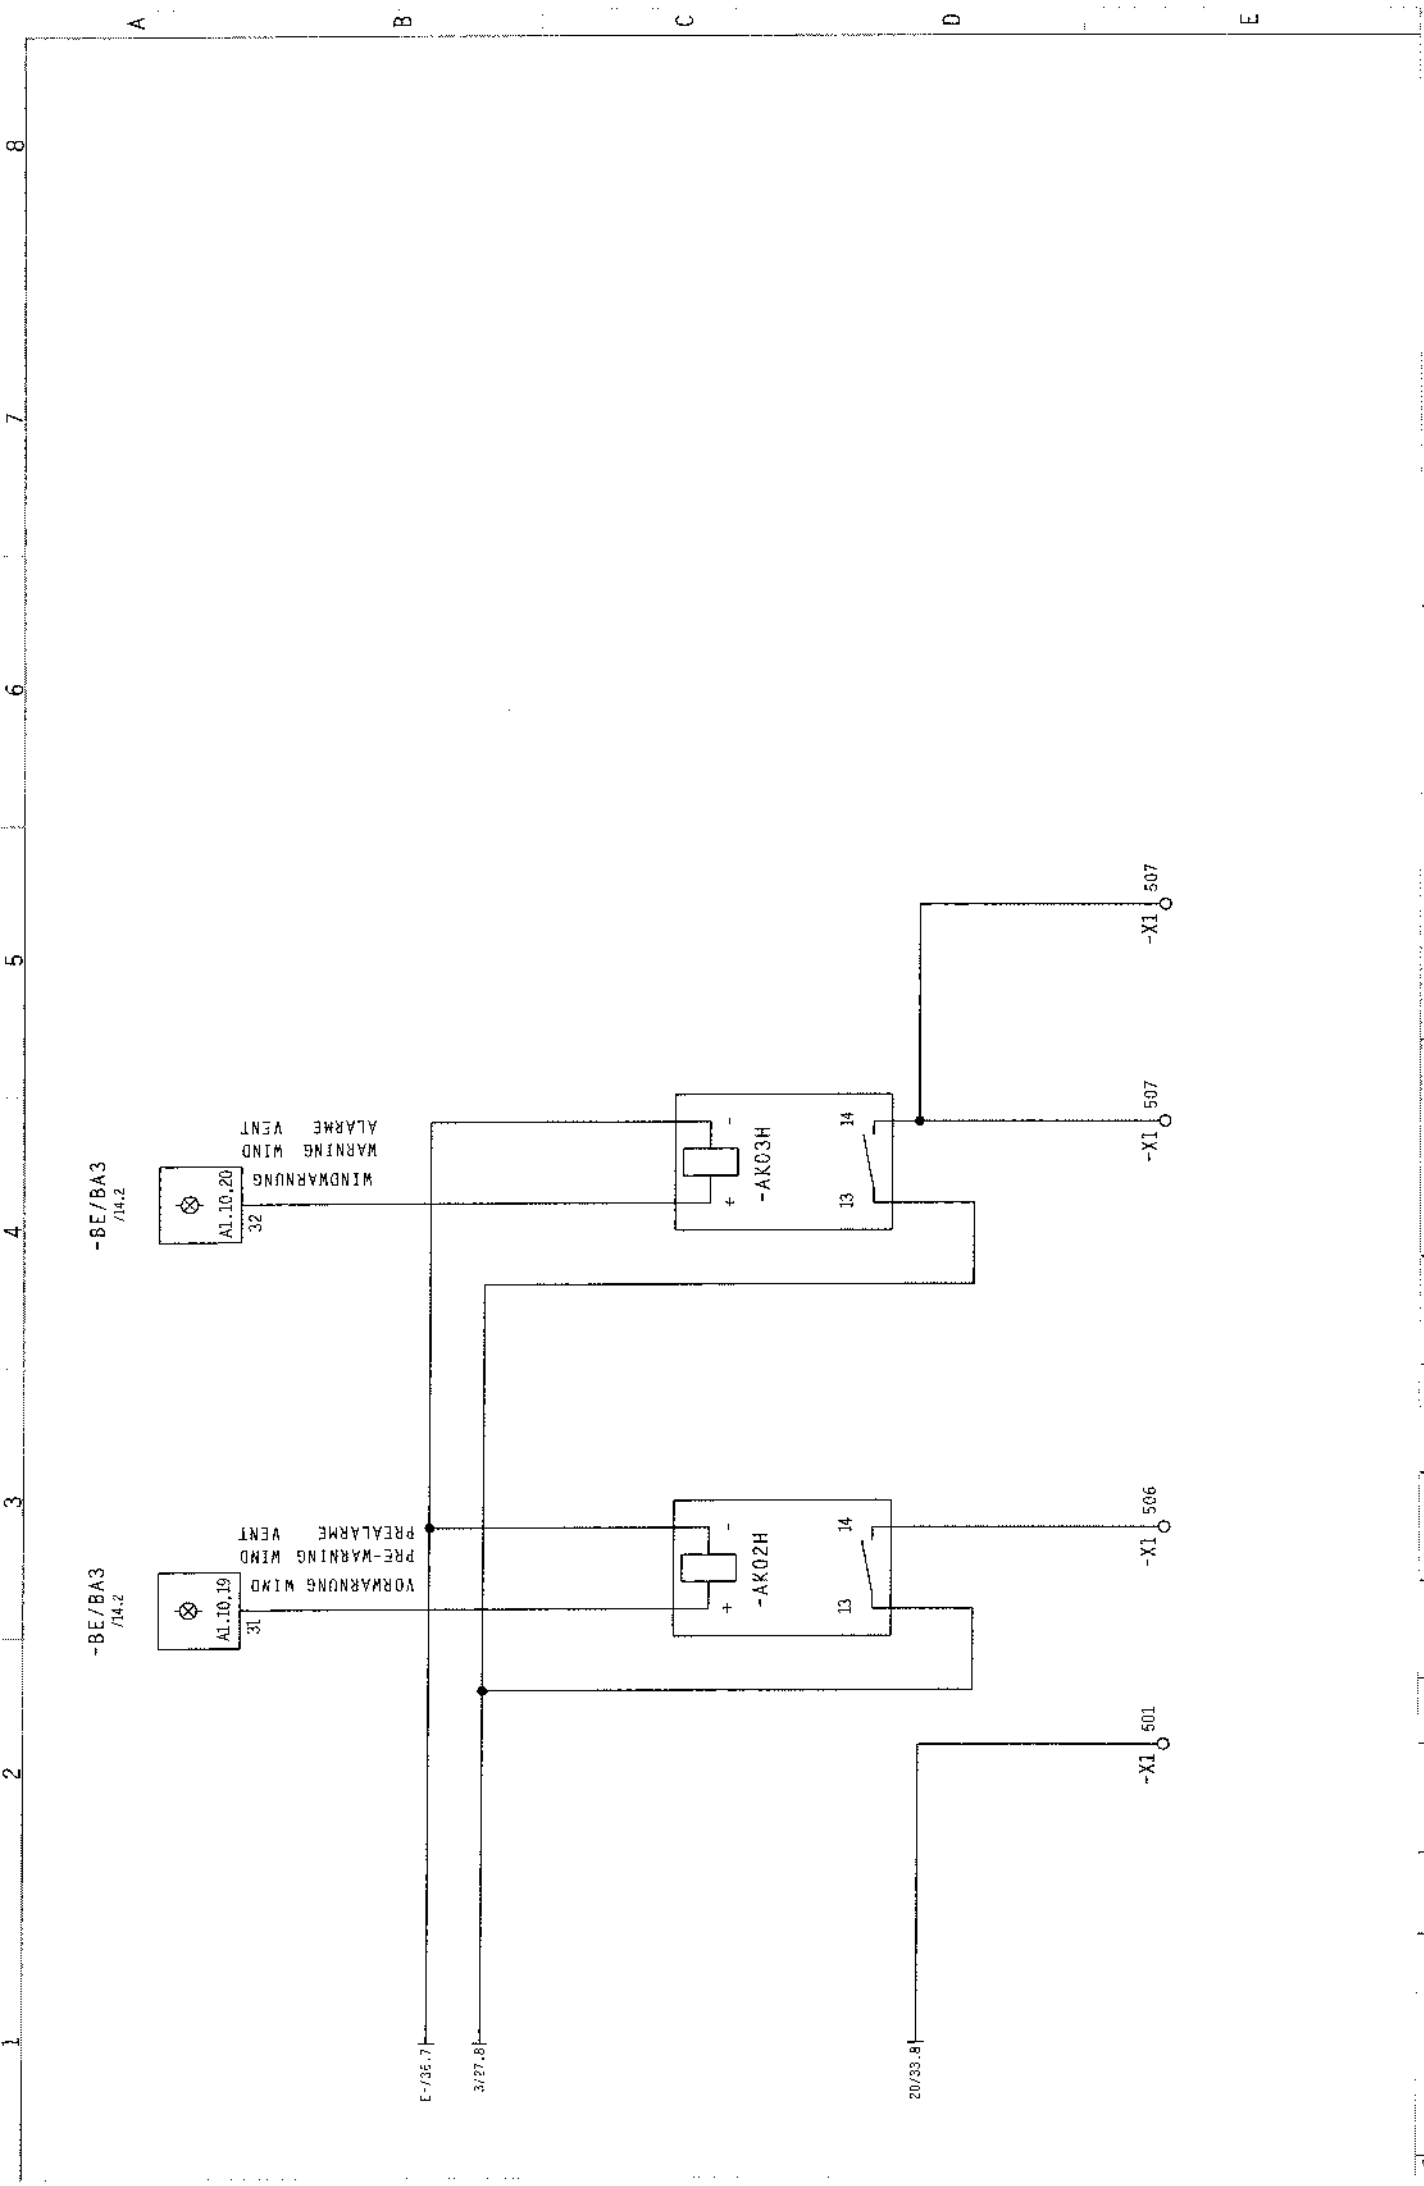 1
2
3
4
5
6
7
8
A
B
C
D
E
-BE/BA3
/14.2
A1.10.19
31
VORWARNUNG WIND
PRE-WARNING WIND
PREALARME VENT
-BE/BA3
/14.2
A1.10.20
32
WINDWARNUNG
WARNING WIND
ALARME VENT
3/27.8
20/33.8
+ -
-AK02H
13 14
+ -
-AK03H
13 14
-X1 501
-X1 506
-X1 507
-X1 507